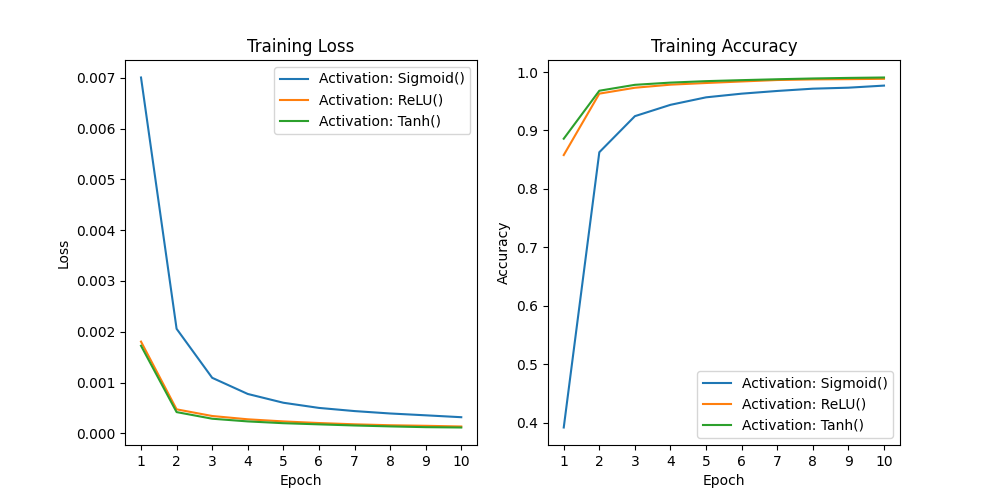 Training Loss
0.007
0.006
0.005
0.004
0.003
0.002
0.001
0.000
Loss
Activation: Sigmoid()
Activation: ReLU()
Activation: Tanh()
1 2 3 4 5 6 7 8 9 10
Epoch
Training Accuracy
1.0
0.9
0.8
0.7
0.6
0.5
0.4
Accuracy
Activation: Sigmoid()
Activation: ReLU()
Activation: Tanh()
1 2 3 4 5 6 7 8 9 10
Epoch